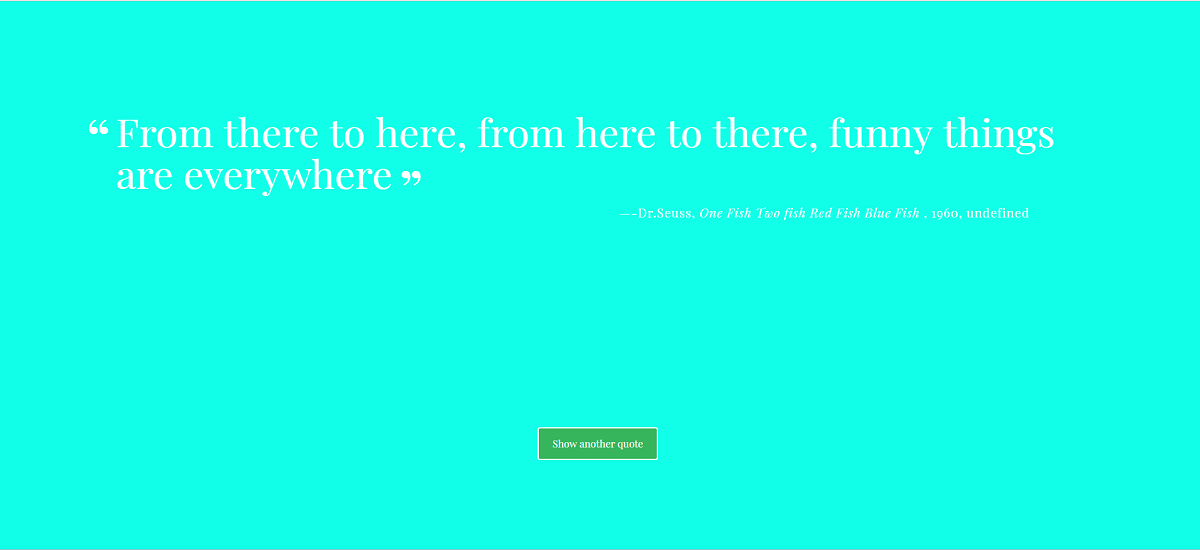 “ From there to here, from here to there, funny things
are everywhere ”
—-Dr.Seuss, One Fish Two fish Red Fish Blue Fish , 1960, undefined
Show another quote